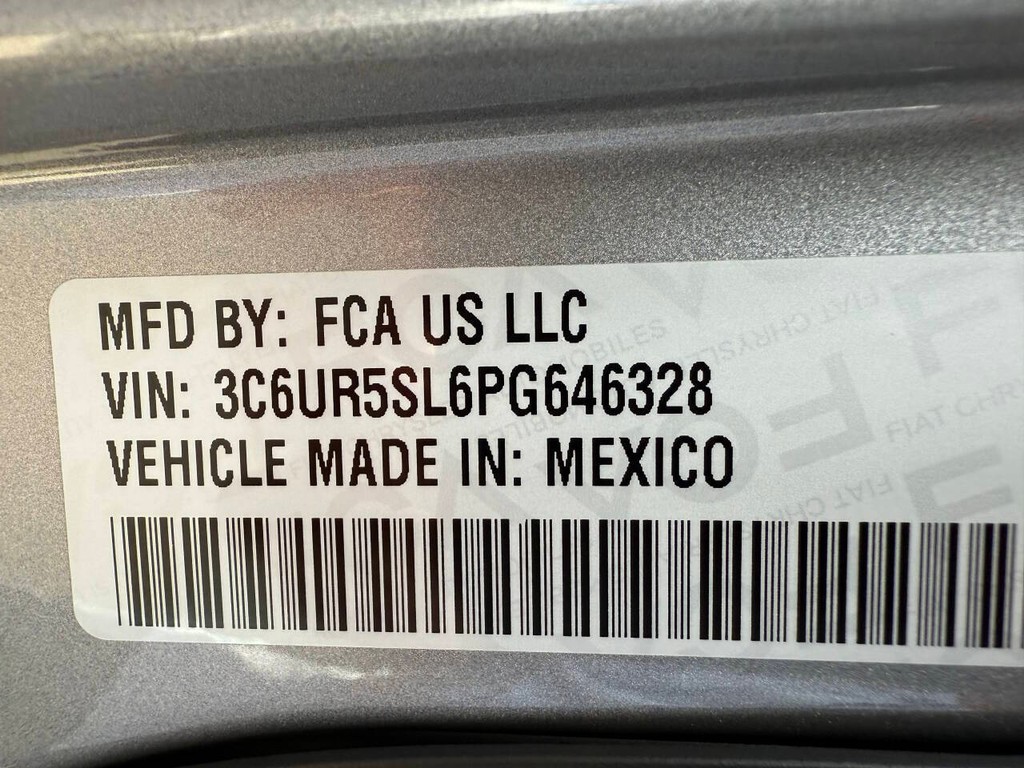 MFD BY: FCA US LLC
VIN: 3C6UR5SL6PG646328
VEHICLE MADE IN: MEXICO